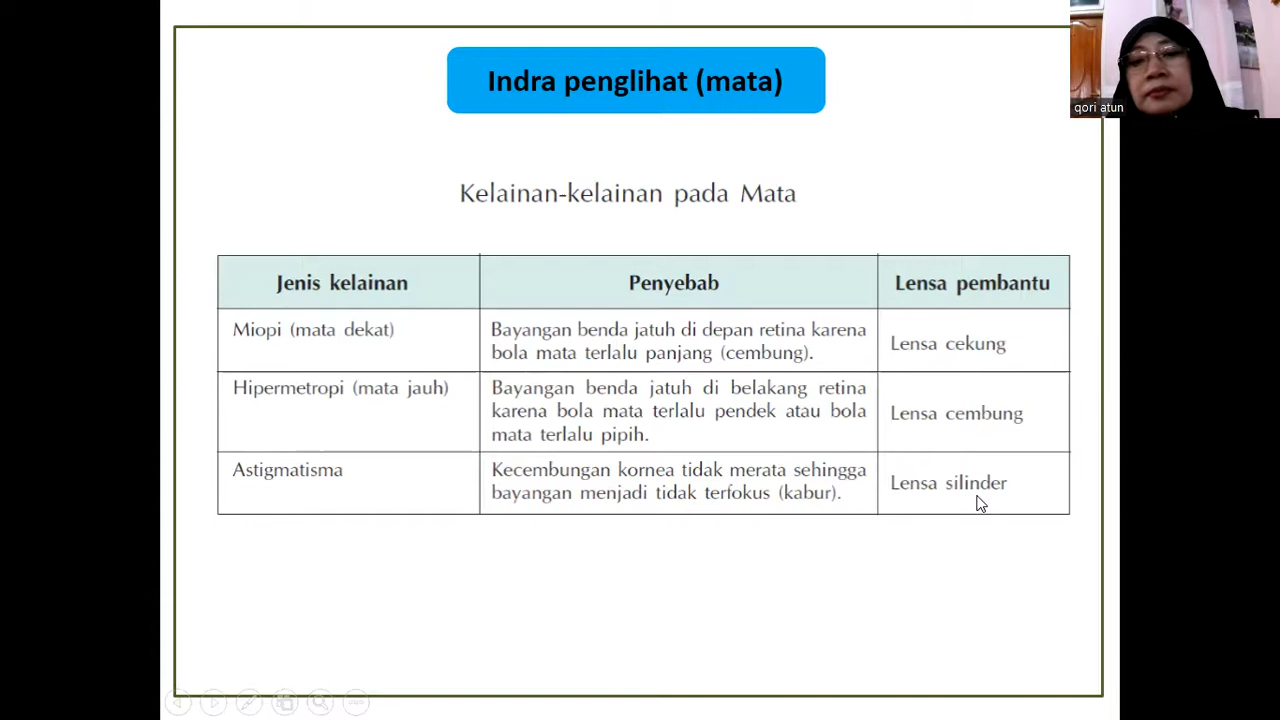 Indra penglihat (mata)
qori atun
Kelainan-kelainan pada Mata
Jenis kelainan
Penyebab
Lensa pembantu
Miopi (mata dekat)
Bayangan benda jatuh di depan retina karena
bola mata terlalu panjang (cembung).
Lensa cekung
Hipermetropi (mata jauh)
Bayangan benda jatuh di belakang retina
karena bola mata terlalu pendek atau bola
mata terlalu pipih.
Lensa cembung
Astigmatisma
Kecembungan kornea tidak merata sehingga
bayangan menjadi tidak terfokus (kabur).
Lensa silinder